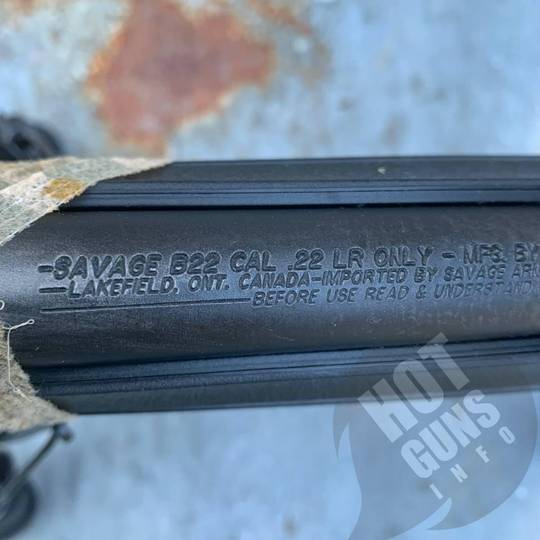 -SAVAGE B22 CAL .22 LR ONLY - MFG. BY
LAKEFIELD, ONT. CANADA-IMPORTED BY SAVAGE
BEFORE USE READ & UNDERSTAND
HOT
GUNS
INFO